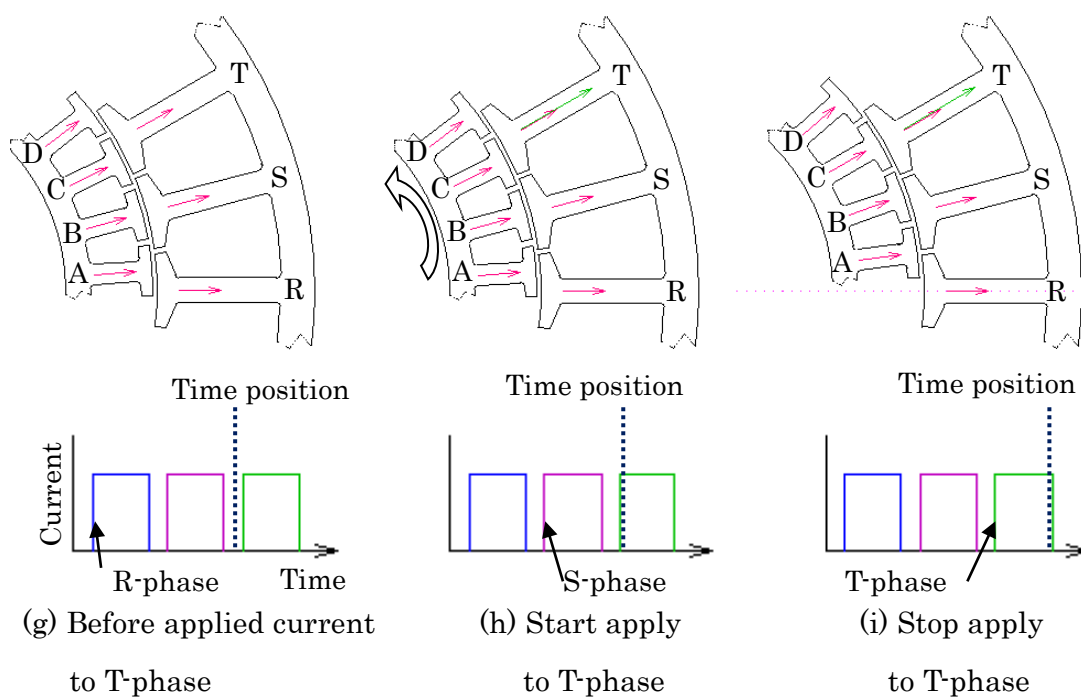 T
D
S
C
B
A
R
T
D
S
C
B
A
R
T
D
S
C
B
A
R
Time position
Time position
Time position
Current
R-phase
Time
S-phase
T-phase
(g) Before applied current
to T-phase
(h) Start apply
to T-phase
(i) Stop apply
to T-phase